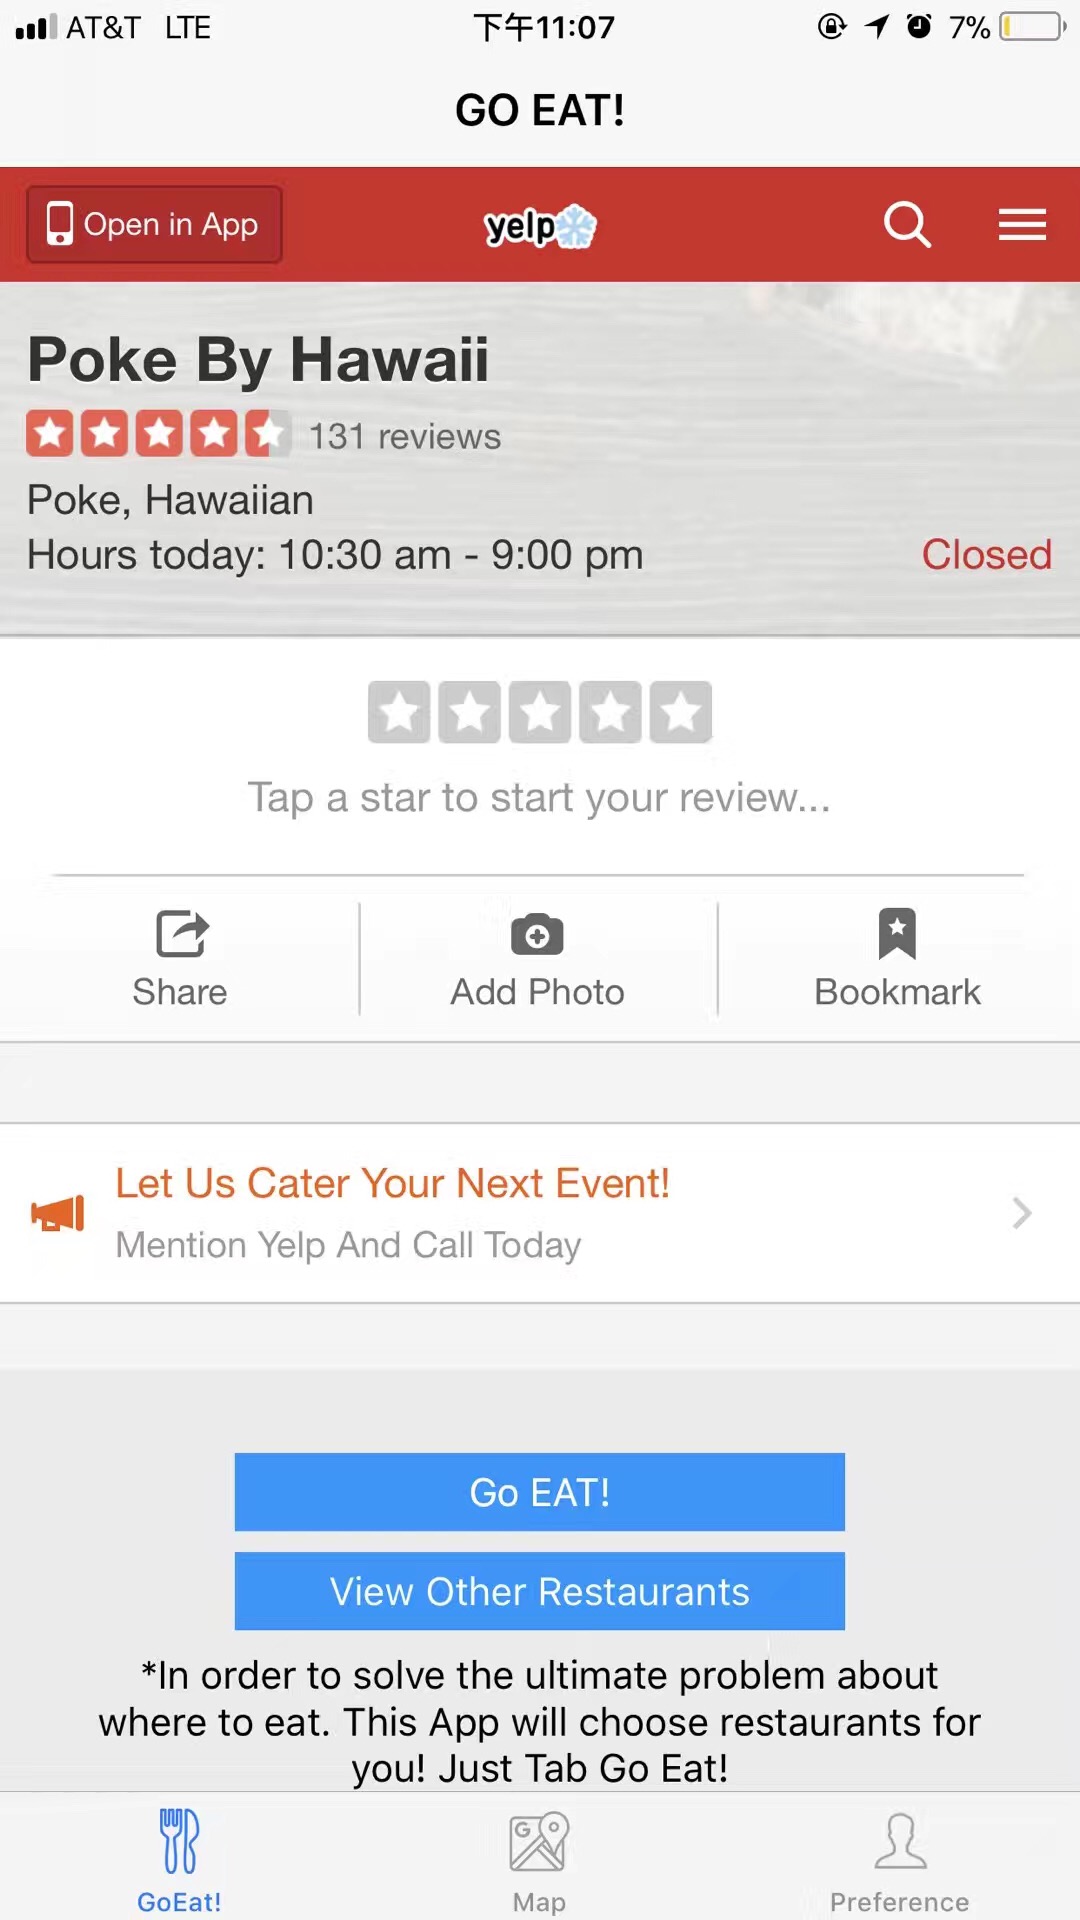 AT&T LTE 下午11:07 7%
GO EAT!
Open in App yelp
Poke By Hawaii
131 reviews
Poke, Hawaiian
Hours today: 10:30 am - 9:00 pm Closed
Tap a star to start your review...
Share Add Photo Bookmark
Let Us Cater Your Next Event!
Mention Yelp And Call Today
Go EAT!
View Other Restaurants
*In order to solve the ultimate problem about
where to eat. This App will choose restaurants for
you! Just Tab Go Eat!
G
GoEat! Map Preference